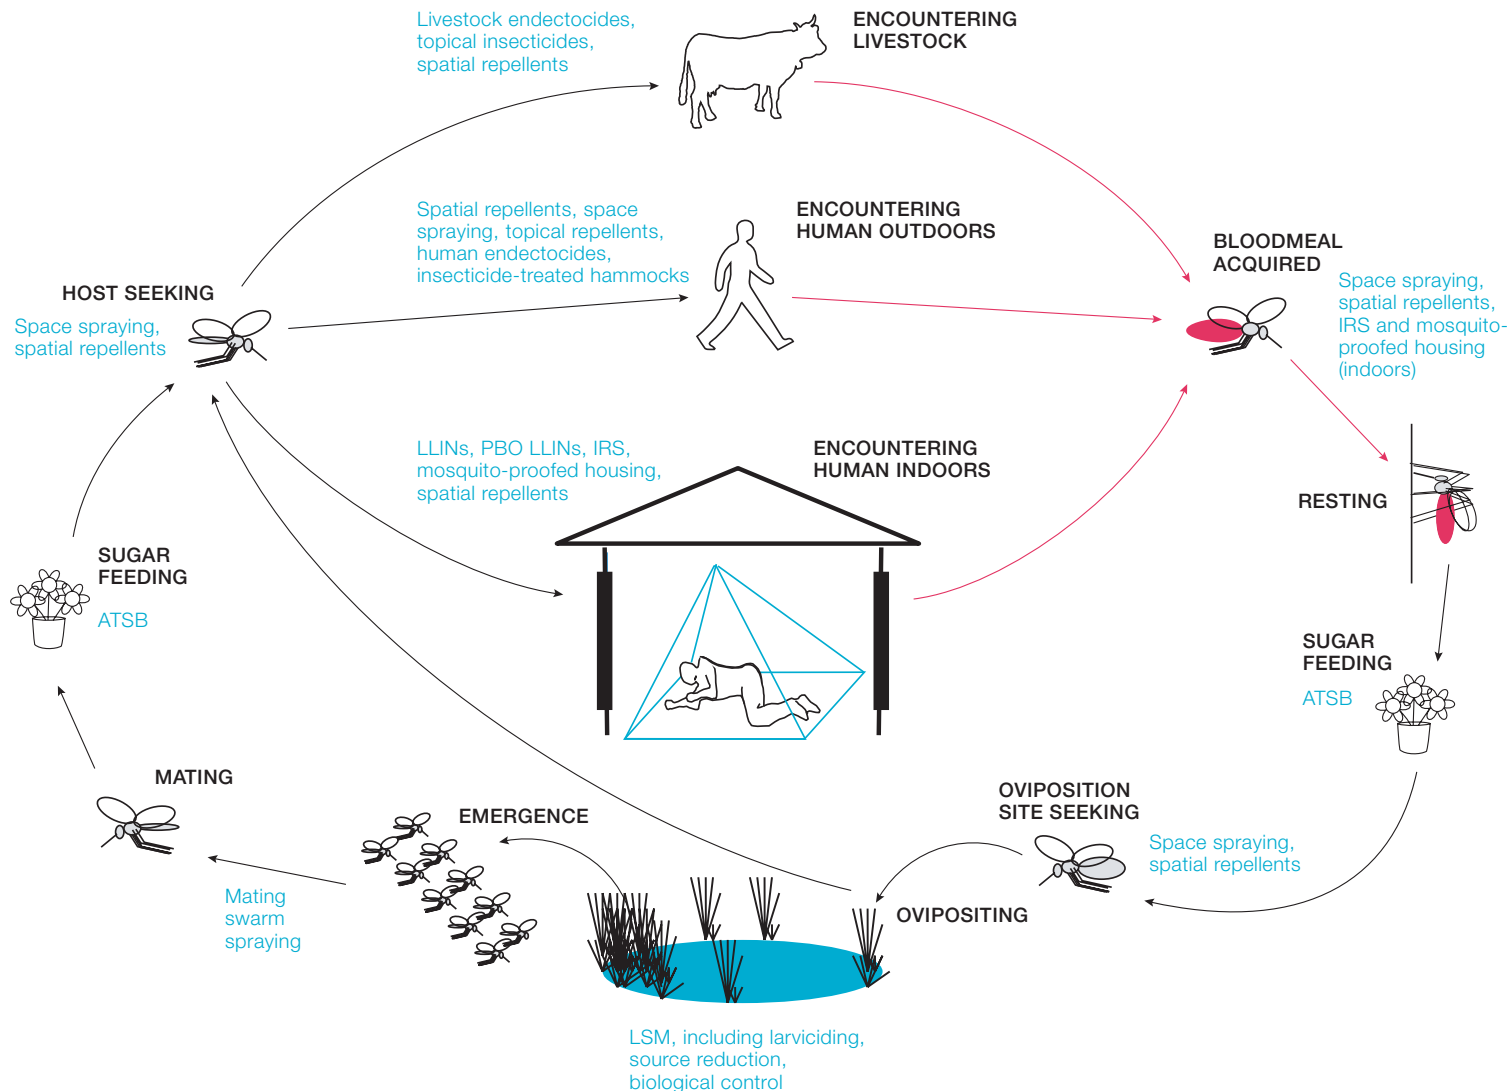 Livestock endectocides,
topical insecticides,
spatial repellents
ENCOUNTERING
LIVESTOCK
Spatial repellents, space
spraying, topical repellents,
human endectocides,
insecticide-treated hammocks
ENCOUNTERING
HUMAN OUTDOORS
BLOODMEAL
ACQUIRED
Space spraying,
spatial repellents,
IRS and mosquito-
proofed housing
(indoors)
HOST SEEKING
Space spraying,
spatial repellents
LLINs, PBO LLINs, IRS,
mosquito-proofed housing,
spatial repellents
ENCOUNTERING
HUMAN INDOORS
RESTING
SUGAR
FEEDING
ATSB
SUGAR
FEEDING
ATSB
MATING
EMERGENCE
OVIPOSITION
SITE SEEKING
Space spraying,
spatial repellents
Mating
swarm
spraying
OVIPOSITING
LSM, including larviciding,
source reduction,
biological control